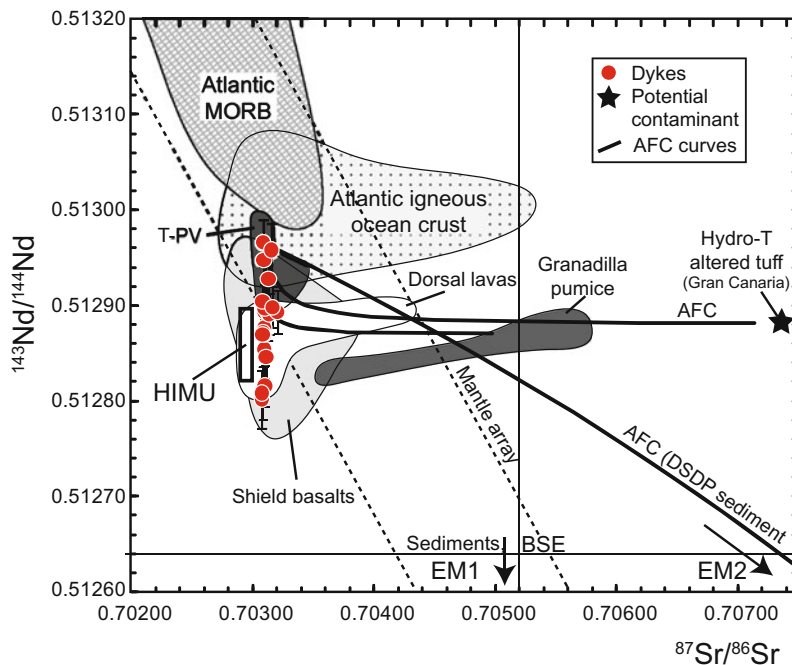 0.51320
0.51310
0.51300
0.51290
0.51280
0.51270
0.51260
143Nd/144Nd
Atlantic
MORB
Dykes
Potential
contaminant
AFC curves
Atlantic igneous
ocean crust
T-PV
Dorsal lavas
Granadilla
pumice
Hydro-T
altered tuff
(Gran Canaria)
AFC
HIMU
Mantle array
AFC (DSDP sediment
Shield basalts
Sediments
BSE
EM1
EM2
0.70200
0.70300
0.70400
0.70500
0.70600
0.70700
87Sr/86Sr